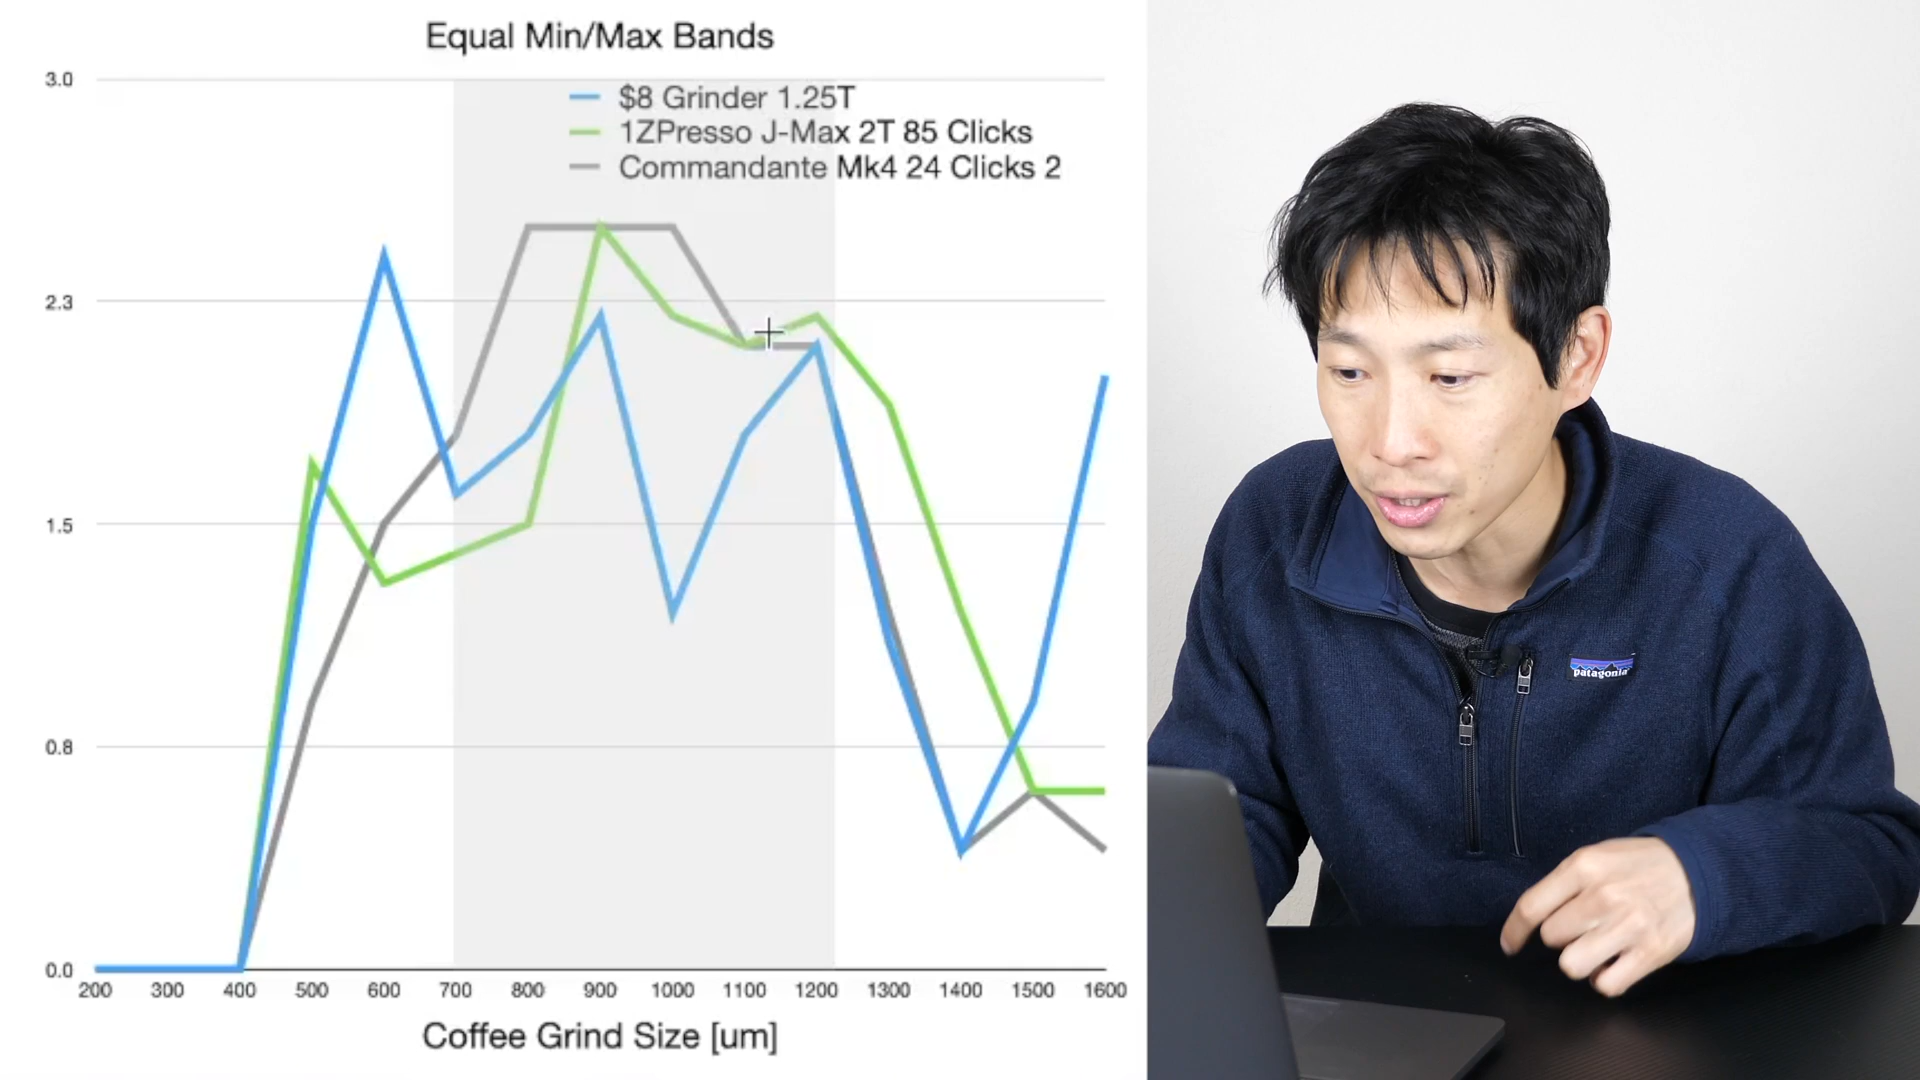 Equal Min/Max Bands
3.0
$8 Grinder 1.25T
1ZPresso J-Max 2T 85 Clicks
Commandante Mk4 24 Clicks 2
2.3
1.5
0.8
0.0
200 300 400 500 600 700 800 900 1000 1100 1200 1300 1400 1500 1600
Coffee Grind Size [um]
patagonia